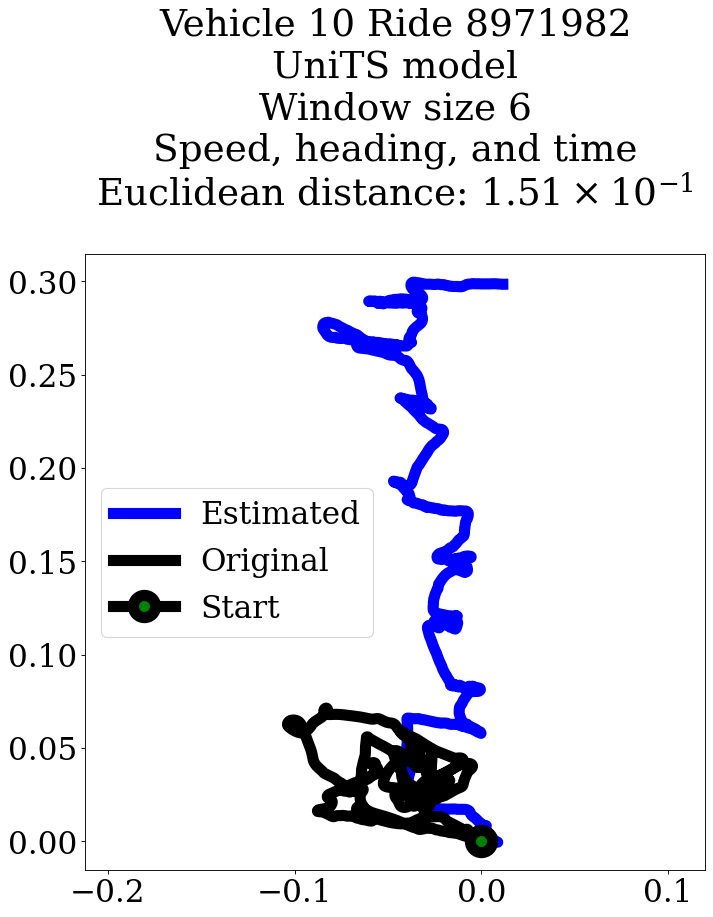 Vehicle 10 Ride 8971982
UniTS model
Window size 6
Speed, heading, and time
Euclidean distance: 1.51 × 10⁻¹
0.30
0.25
0.20
0.15
0.10
0.05
0.00
Estimated
Original
Start
−0.2
−0.1
0.0
0.1